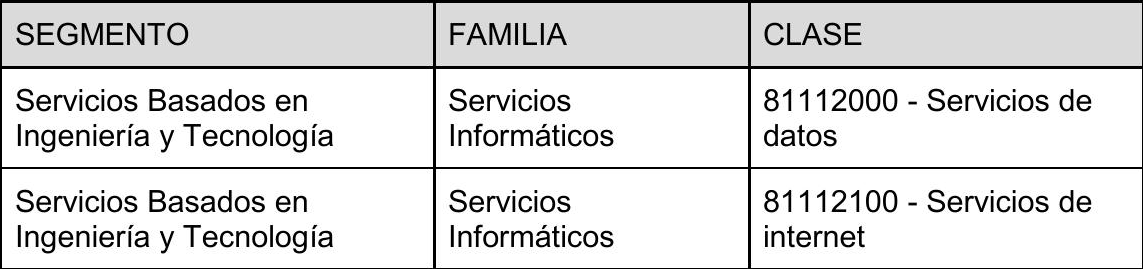 SEGMENTO FAMILIA CLASE
Servicios Basados en Servicios 81112000 - Servicios de
Ingeniería y Tecnología Informáticos datos
Servicios Basados en Servicios 81112100 - Servicios de
Ingeniería y Tecnología Informáticos internet